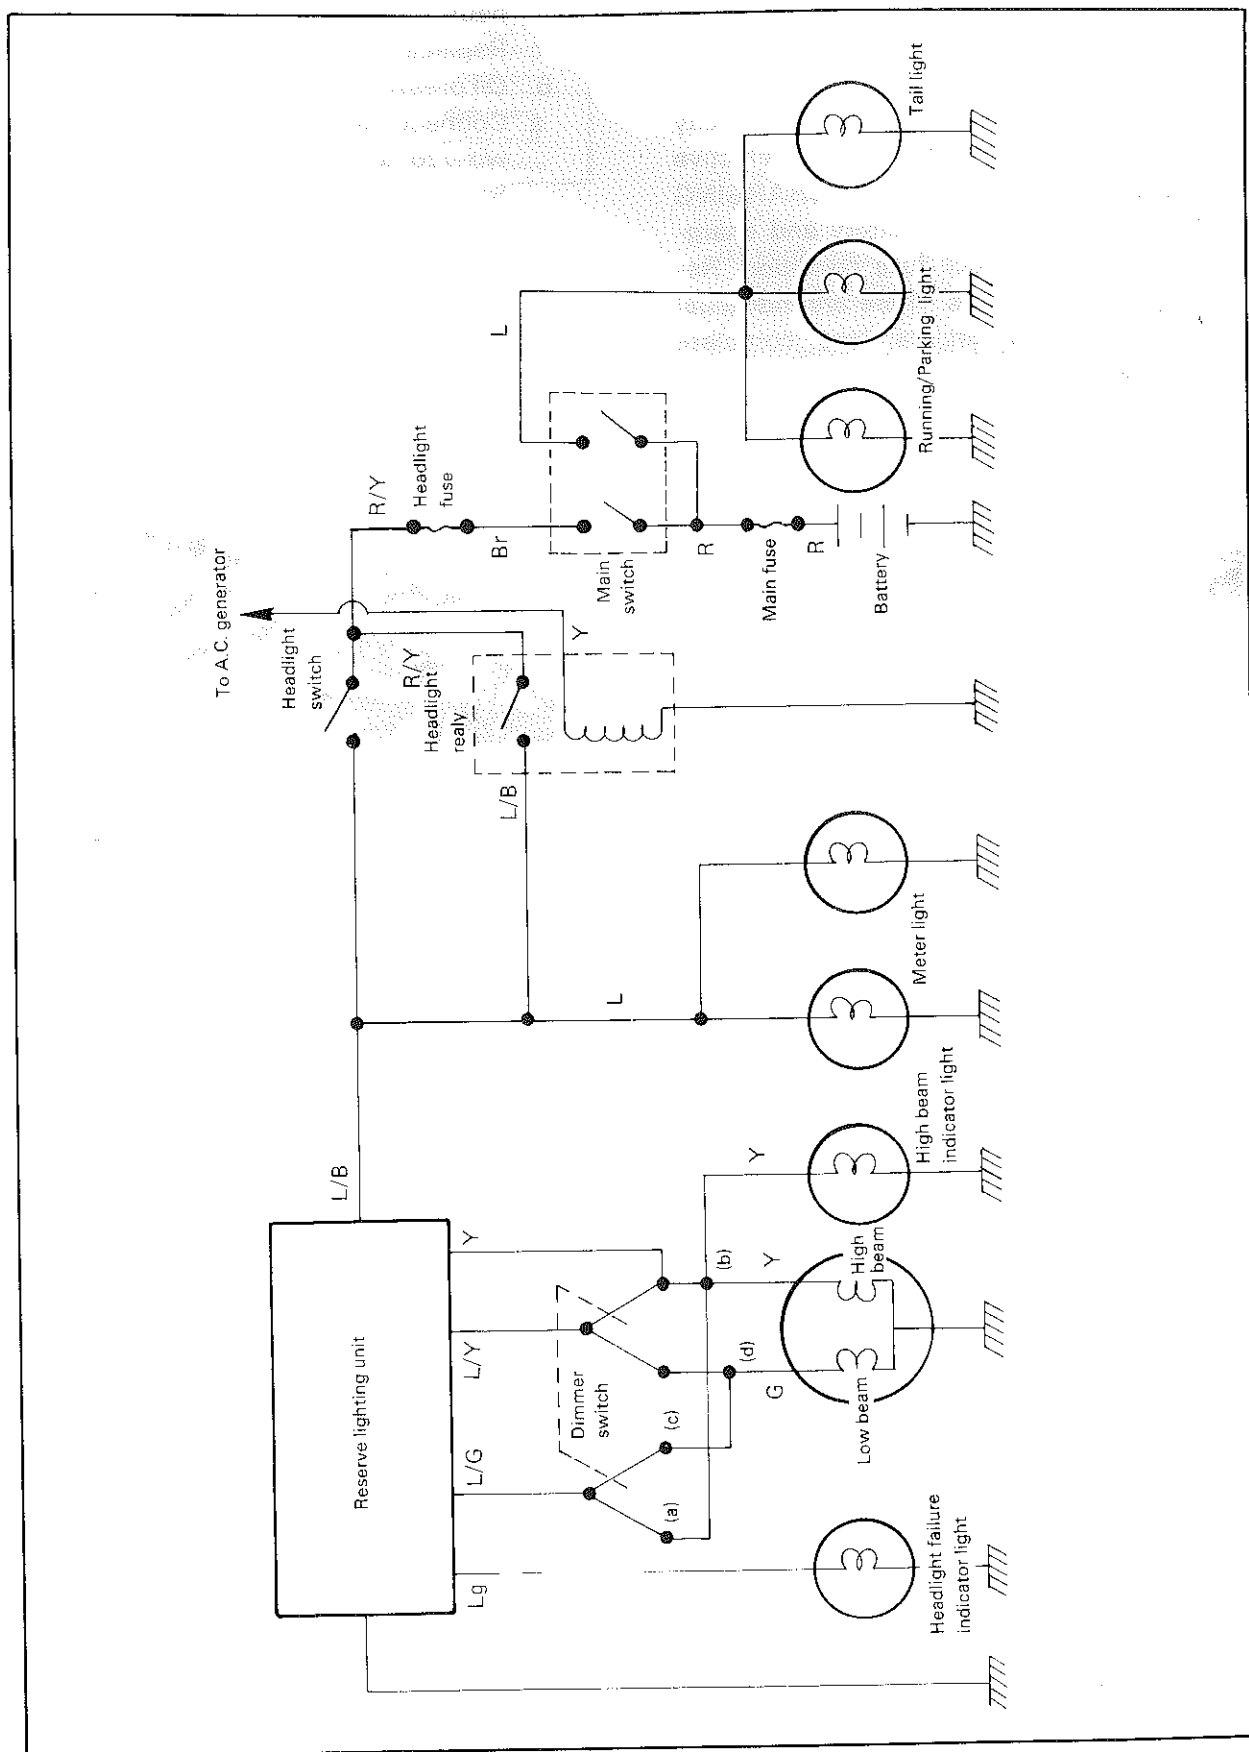 To A.C. generator
Headlight
switch
R/Y
Headlight
fuse
Br
L
Main
switch
R
Main fuse
R
Battery
Running/Parking light
Tail light
R/Y
Headlight
realy
Y
L/B
L
Meter light
L/B
Reserve lighting unit
Y
L/Y
L/G
Lg
Dimmer
switch
(a)
(c)
(d)
(b)
Y
Y
G
High
beam
Low beam
High beam
indicator light
Headlight failure
indicator light